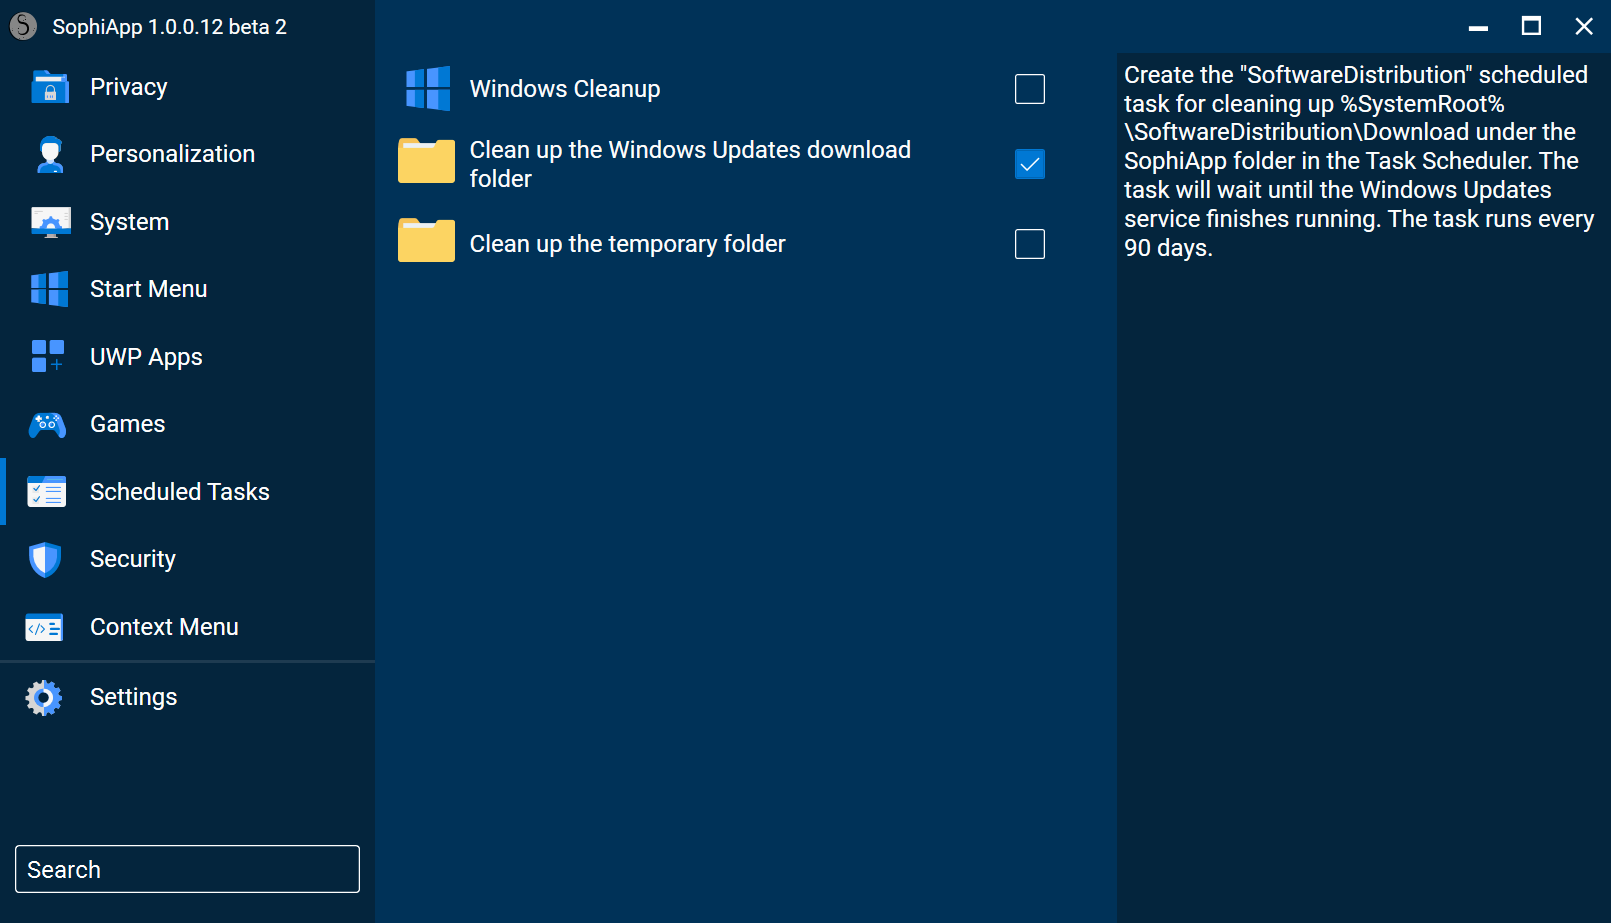 SophiApp 1.0.0.12 beta 2
Privacy
Personalization
System
Start Menu
UWP Apps
Games
Scheduled Tasks
Security
Context Menu
Settings
Search
Windows Cleanup
Clean up the Windows Updates download
folder
Clean up the temporary folder
Create the "SoftwareDistribution" scheduled
task for cleaning up %SystemRoot%
\SoftwareDistribution\Download under the
SophiApp folder in the Task Scheduler. The
task will wait until the Windows Updates
service finishes running. The task runs every
90 days.